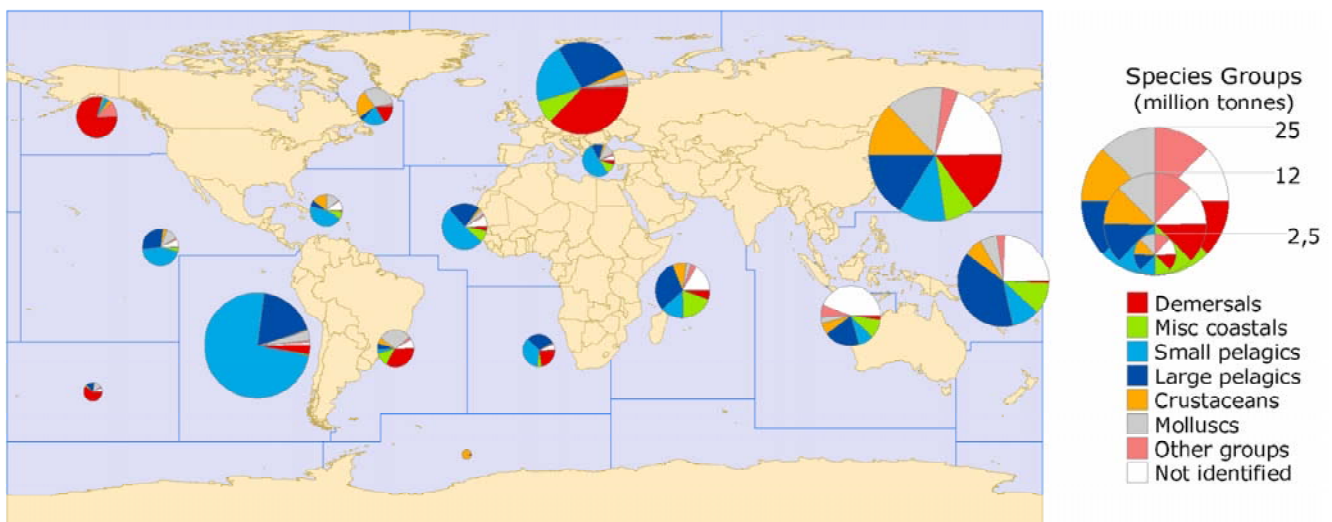 Species Groups
(million tonnes)
25
12
2,5
Demersals
Misc coastals
Small pelagics
Large pelagics
Crustaceans
Molluscs
Other groups
Not identified